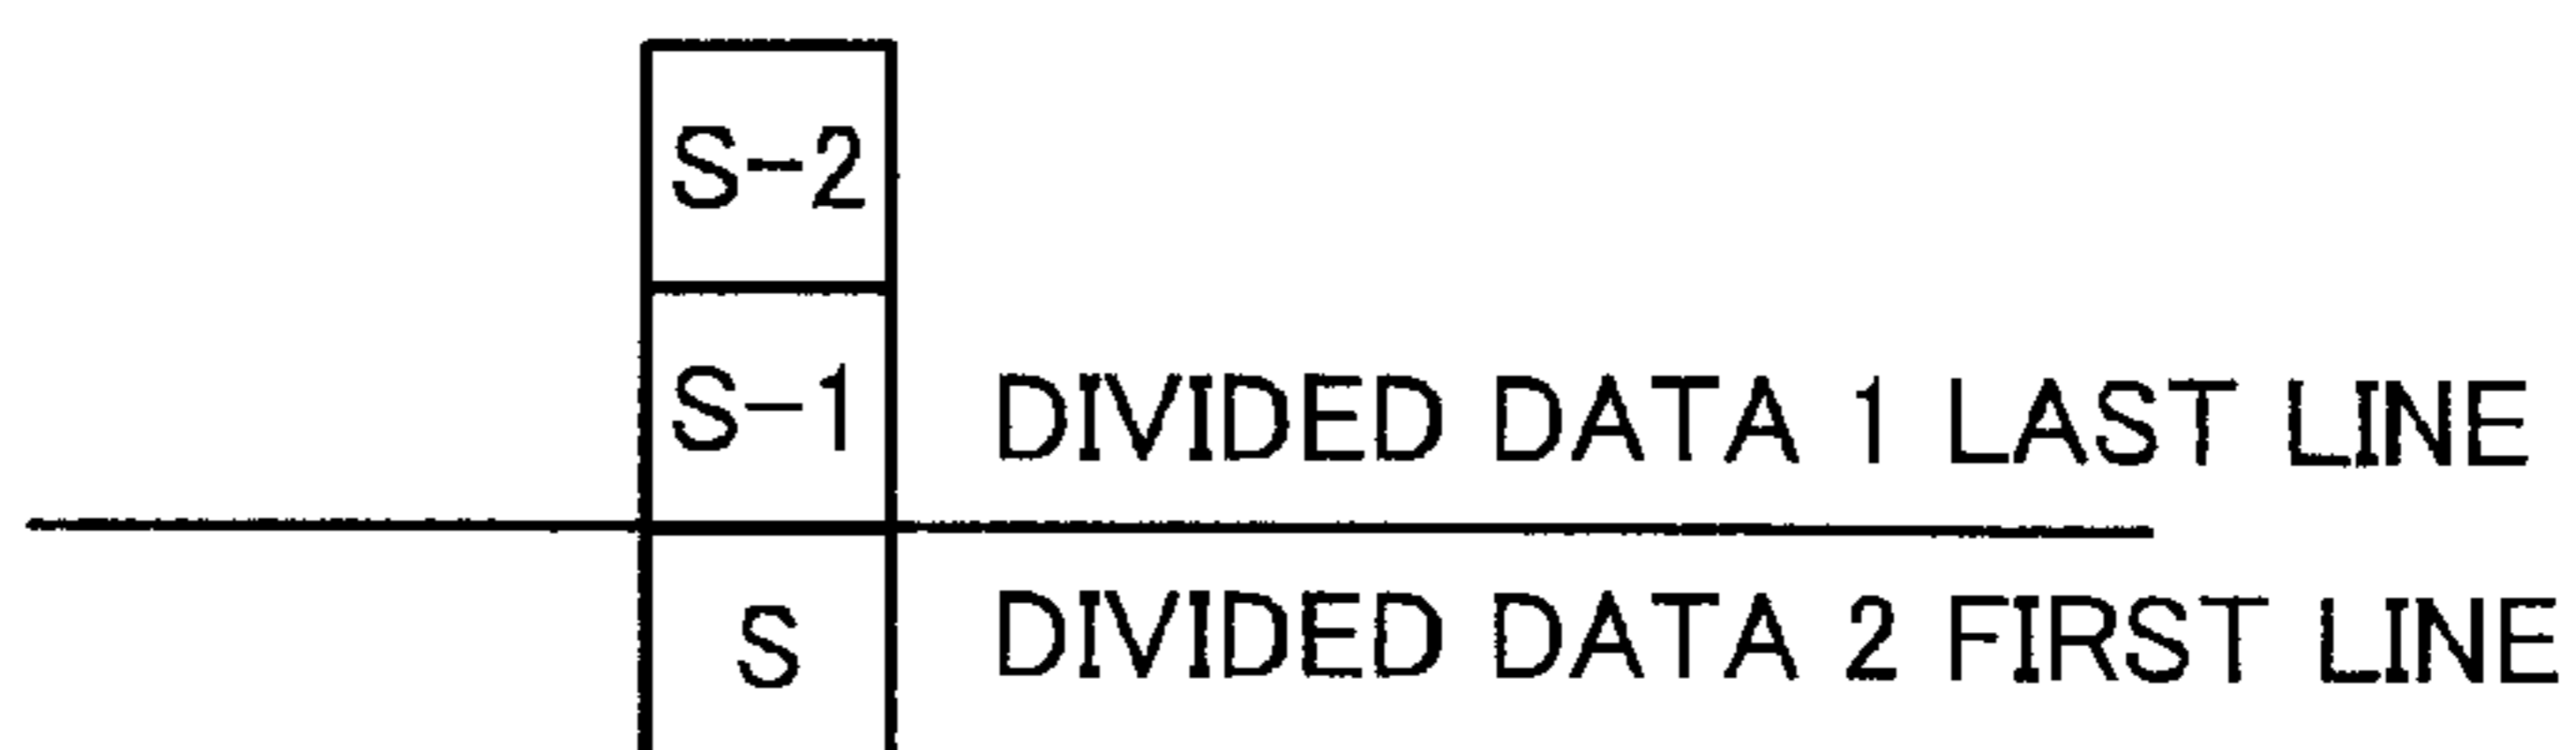 S-2
S-1 DIVIDED DATA 1 LAST LINE
S DIVIDED DATA 2 FIRST LINE